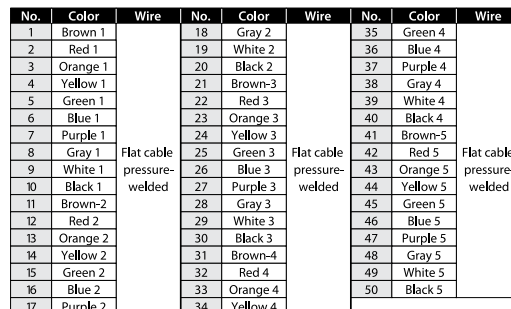 No. Color Wire No. Color Wire No. Color Wire
1 Brown 1 18 Gray 2 35 Green 4
2 Red 1 19 White 2 36 Blue 4
3 Orange 1 20 Black 2 37 Purple 4
4 Yellow 1 21 Brown-3 38 Gray 4
5 Green 1 22 Red 3 39 White 4
6 Blue 1 23 Orange 3 40 Black 4
7 Purple 1 24 Yellow 3 41 Brown-5
8 Gray 1 Flat cable 25 Green 3 Flat cable 42 Red 5 Flat cable
9 White 1 pressure- 26 Blue 3 pressure- 43 Orange 5 pressure-
10 Black 1 welded 27 Purple 3 welded 44 Yellow 5 welded
11 Brown-2 28 Gray 3 45 Green 5
12 Red 2 29 White 3 46 Blue 5
13 Orange 2 30 Black 3 47 Purple 5
14 Yellow 2 31 Brown-4 48 Gray 5
15 Green 2 32 Red 4 49 White 5
16 Blue 2 33 Orange 4 50 Black 5
17 Purple 2 34 Yellow 4